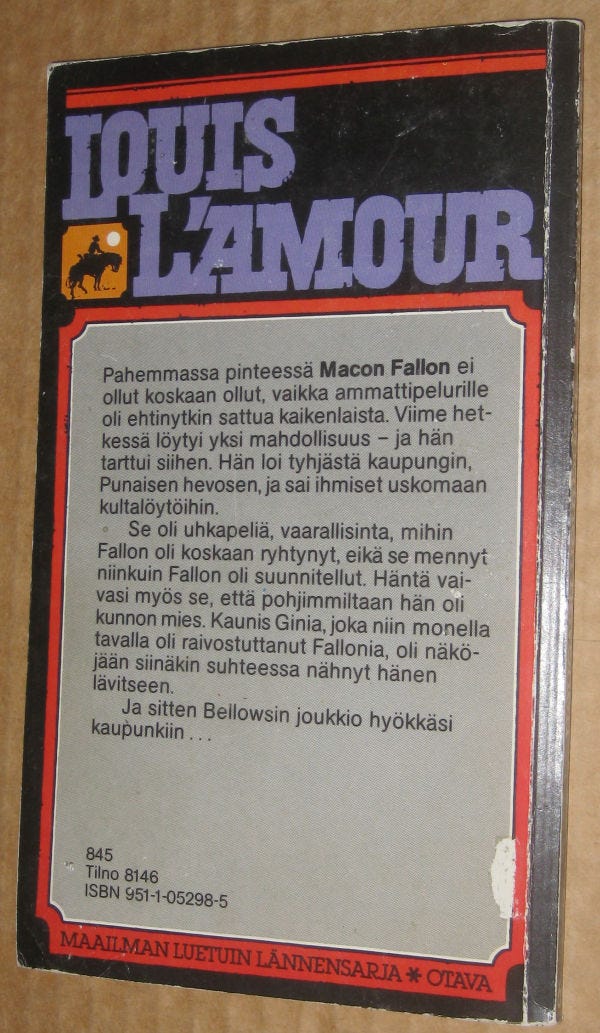 LOUIS
L'AMOUR
Pahemmassa pinteessä Macon Fallon ei
ollut koskaan ollut, vaikka ammattipelurille
oli ehtinytkin sattua kaikenlaista. Viime het-
kessä löytyi yksi mahdollisuus – ja hän
tarttui siihen. Hän loi tyhjästä kaupungin,
Punaisen hevosen, ja sai ihmiset uskomaan
kultalöytöihin.
Se oli uhkapeliä, vaarallisinta, mihin
Fallon oli koskaan ryhtynyt, eikä se mennyt
niinkuin Fallon oli suunnitellut. Häntä vai-
vasi myös se, että pohjimmiltaan hän oli
kunnon mies. Kaunis Ginia, joka niin monella
tavalla oli raivostuttanut Fallonia, oli näkö-
jään siinäkin suhteessa nähnyt hänen
lävitseen.
Ja sitten Bellowsin joukkio hyökkäsi
kaupunkiin ...
845
Tilno 8146
ISBN 951-1-05298-5
MAAILMAN LUETUIN LÄNNENSARJA * OTAVA